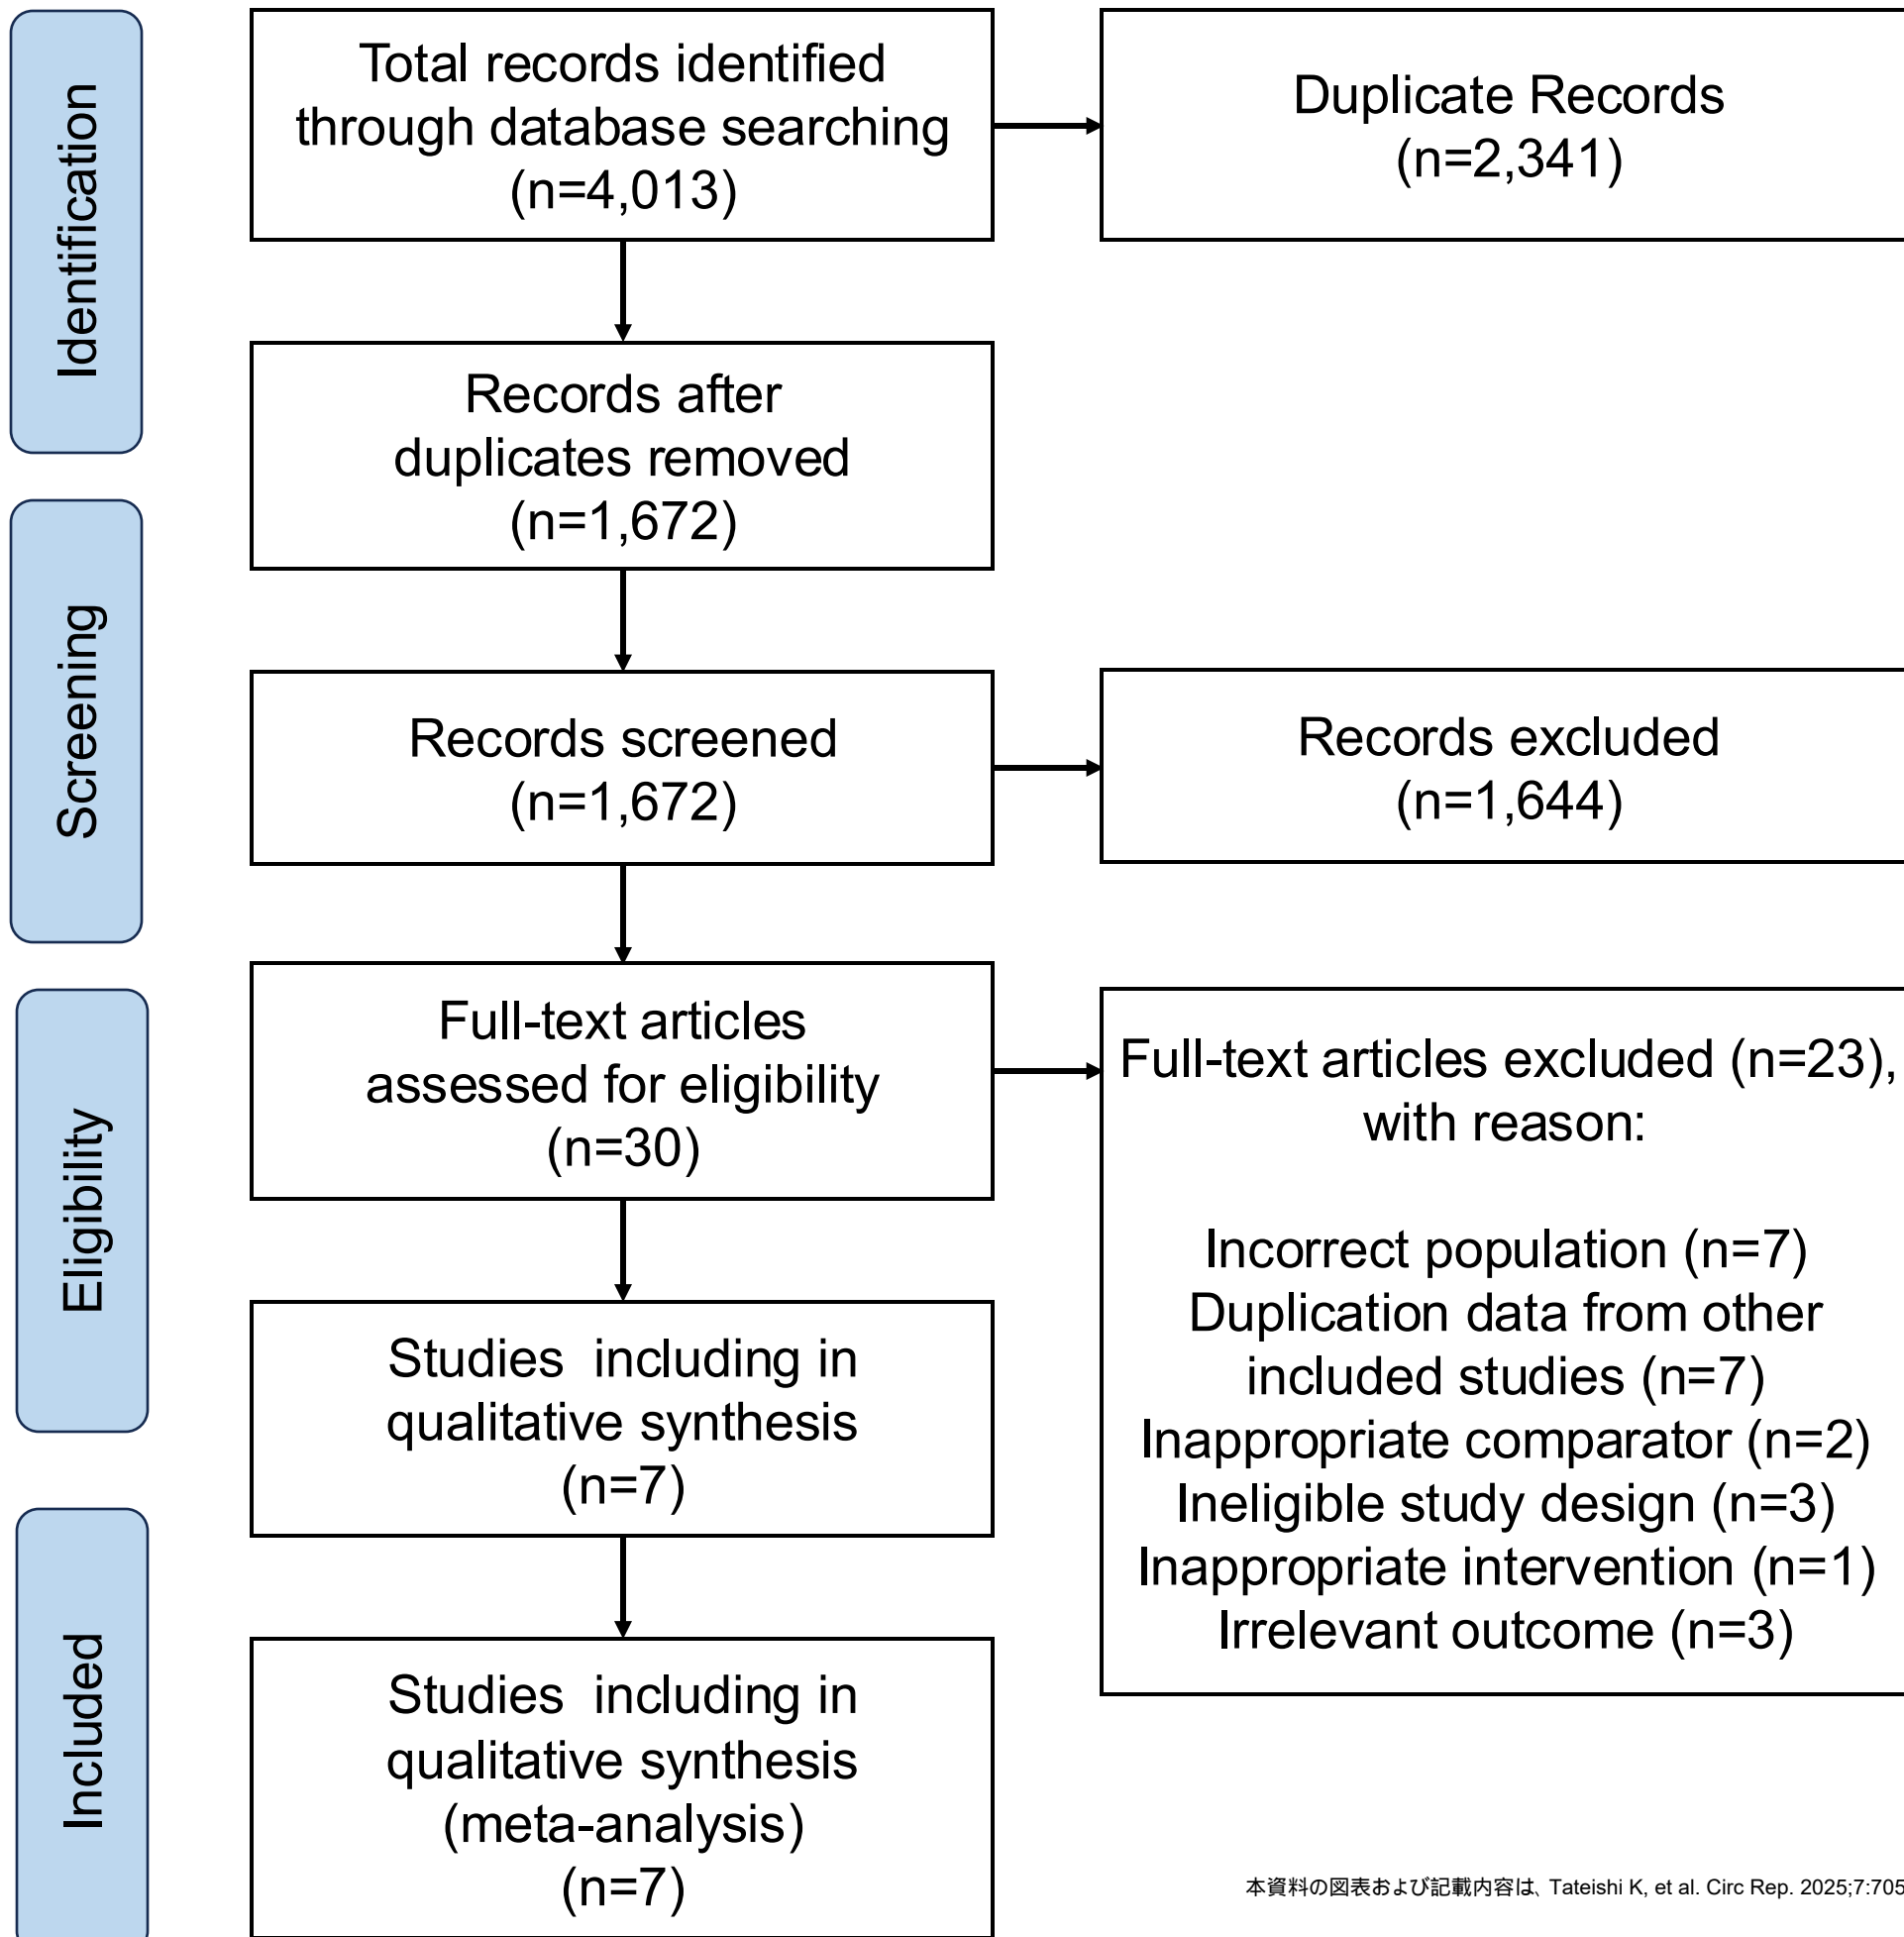 Identification
Total records identified
through database searching
(n=4,013)
Duplicate Records
(n=2,341)
Records after
duplicates removed
(n=1,672)
Screening
Records screened
(n=1,672)
Records excluded
(n=1,644)
Eligibility
Full-text articles
assessed for eligibility
(n=30)
Full-text articles excluded (n=23),
with reason:
Incorrect population (n=7)
Duplication data from other
included studies (n=7)
Inappropriate comparator (n=2)
Ineligible study design (n=3)
Inappropriate intervention (n=1)
Irrelevant outcome (n=3)
Studies  including in
qualitative synthesis
(n=7)
Included
Studies  including in
qualitative synthesis
(meta-analysis)
(n=7)
本資料の図表および記載内容は、Tateishi K, et al. Circ Rep. 2025;7:705